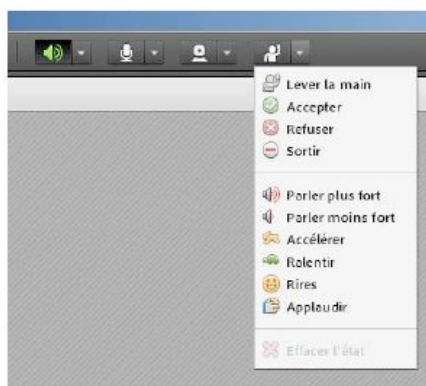 Lever la main
Accepter
Refuser
Sortir
Parler plus fort
Parler moins fort
Accélérer
Ralentir
Rires
Applaudir
Effacer l'état